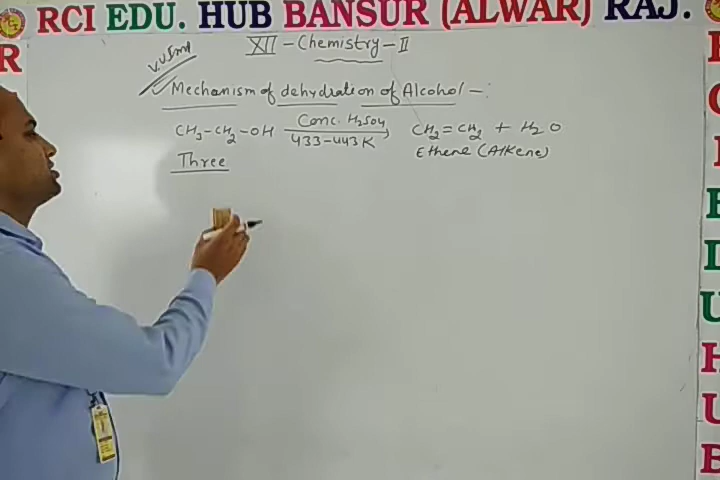 RCI EDU. HUB BANSUR (ALWAR) RAJ.
XII - Chemistry - II
V.V.Imp
Mechanism of dehydration of Alcohol -:
CH3-CH2-OH Conc. H2SO4 433-443K CH2=CH2 + H2O
Ethene (Alkene)
Three